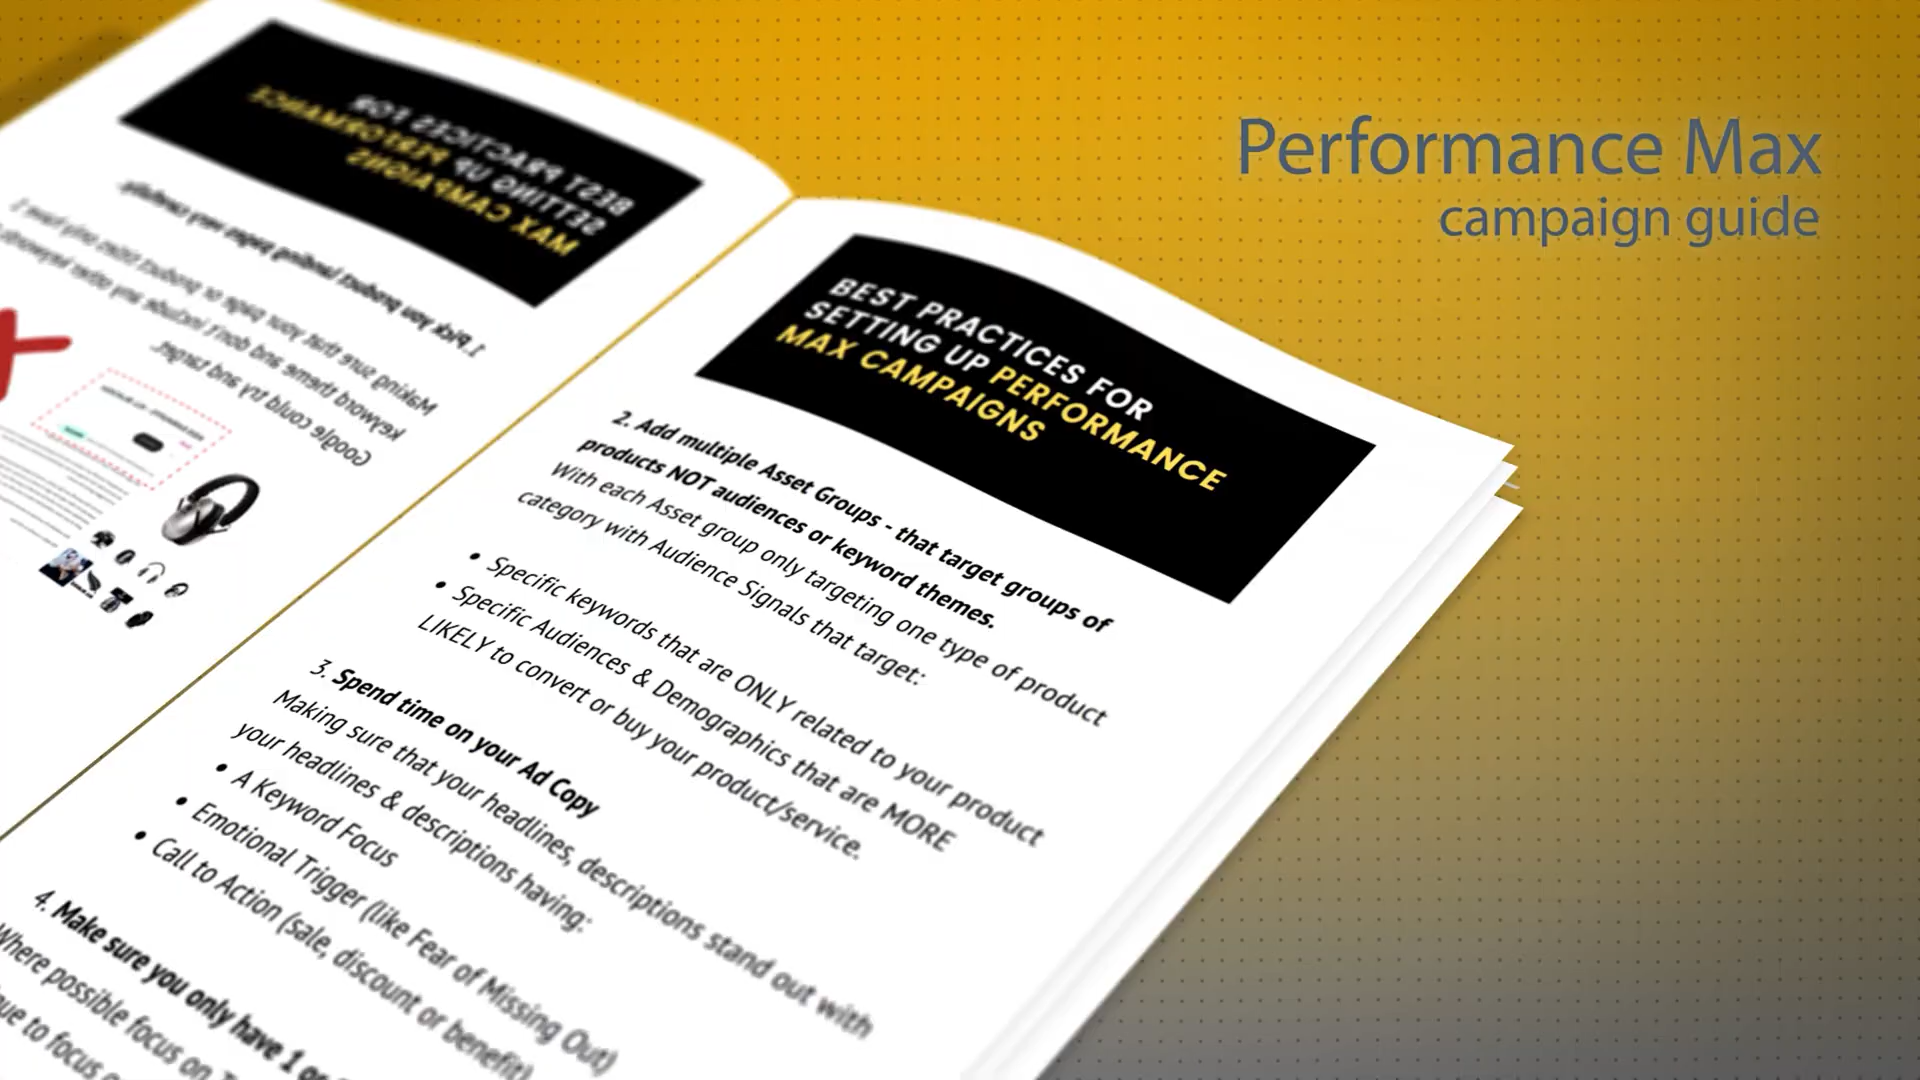 Performance Max
campaign guide
BEST PRACTICES FOR
SETTING UP PERFORMANCE
MAX CAMPAIGNS
1. Pick you product landing pages very carefully.
Making sure that your page or product titles only have 1
keyword theme and don't include sub
Google could try and target.
BEST PRACTICES FOR
SETTING UP PERFORMANCE
MAX CAMPAIGNS
2. Add multiple Asset Groups - that target groups of
products NOT audiences or keyword themes.
With each Asset group only targeting one type of product
category with Audience Signals that target:
• Specific keywords that are ONLY related to your product
• Specific Audiences & Demographics that are MORE
LIKELY to convert or buy your product/service.
3. Spend time on your Ad Copy
Making sure that your headlines, descriptions stand out with
your headlines & descriptions having:
• A Keyword Focus
• Emotional Trigger (like Fear of Missing Out)
• Call to Action (sale, discount or benefit)
4. Make sure you only have 1 or
Where possible focus on
to focus